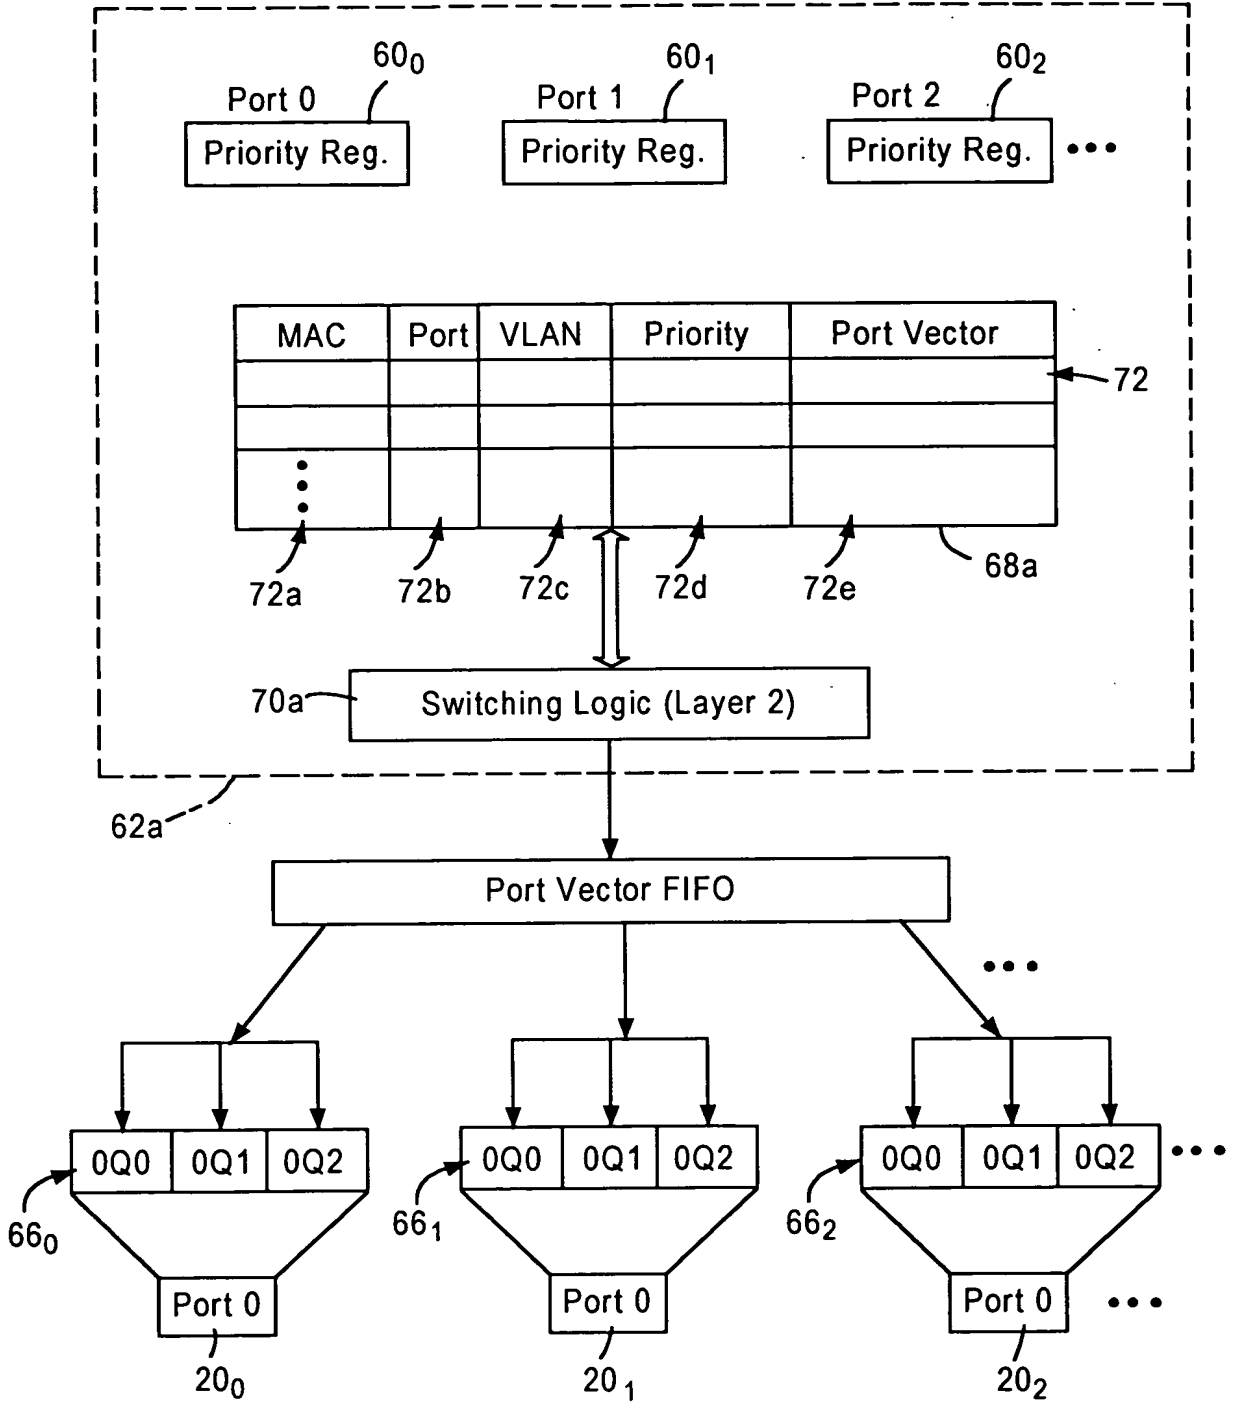 60₀ 60₁ 60₂
Port 0 Port 1 Port 2
Priority Reg. Priority Reg. Priority Reg. •••
MAC Port VLAN Priority Port Vector
72
72a 72b 72c 72d 72e 68a
70a Switching Logic (Layer 2)
62a
Port Vector FIFO
•••
0Q0 0Q1 0Q2 0Q0 0Q1 0Q2 0Q0 0Q1 0Q2 •••
66₀ 66₁ 66₂
Port 0 Port 0 Port 0 •••
20₀ 20₁ 20₂